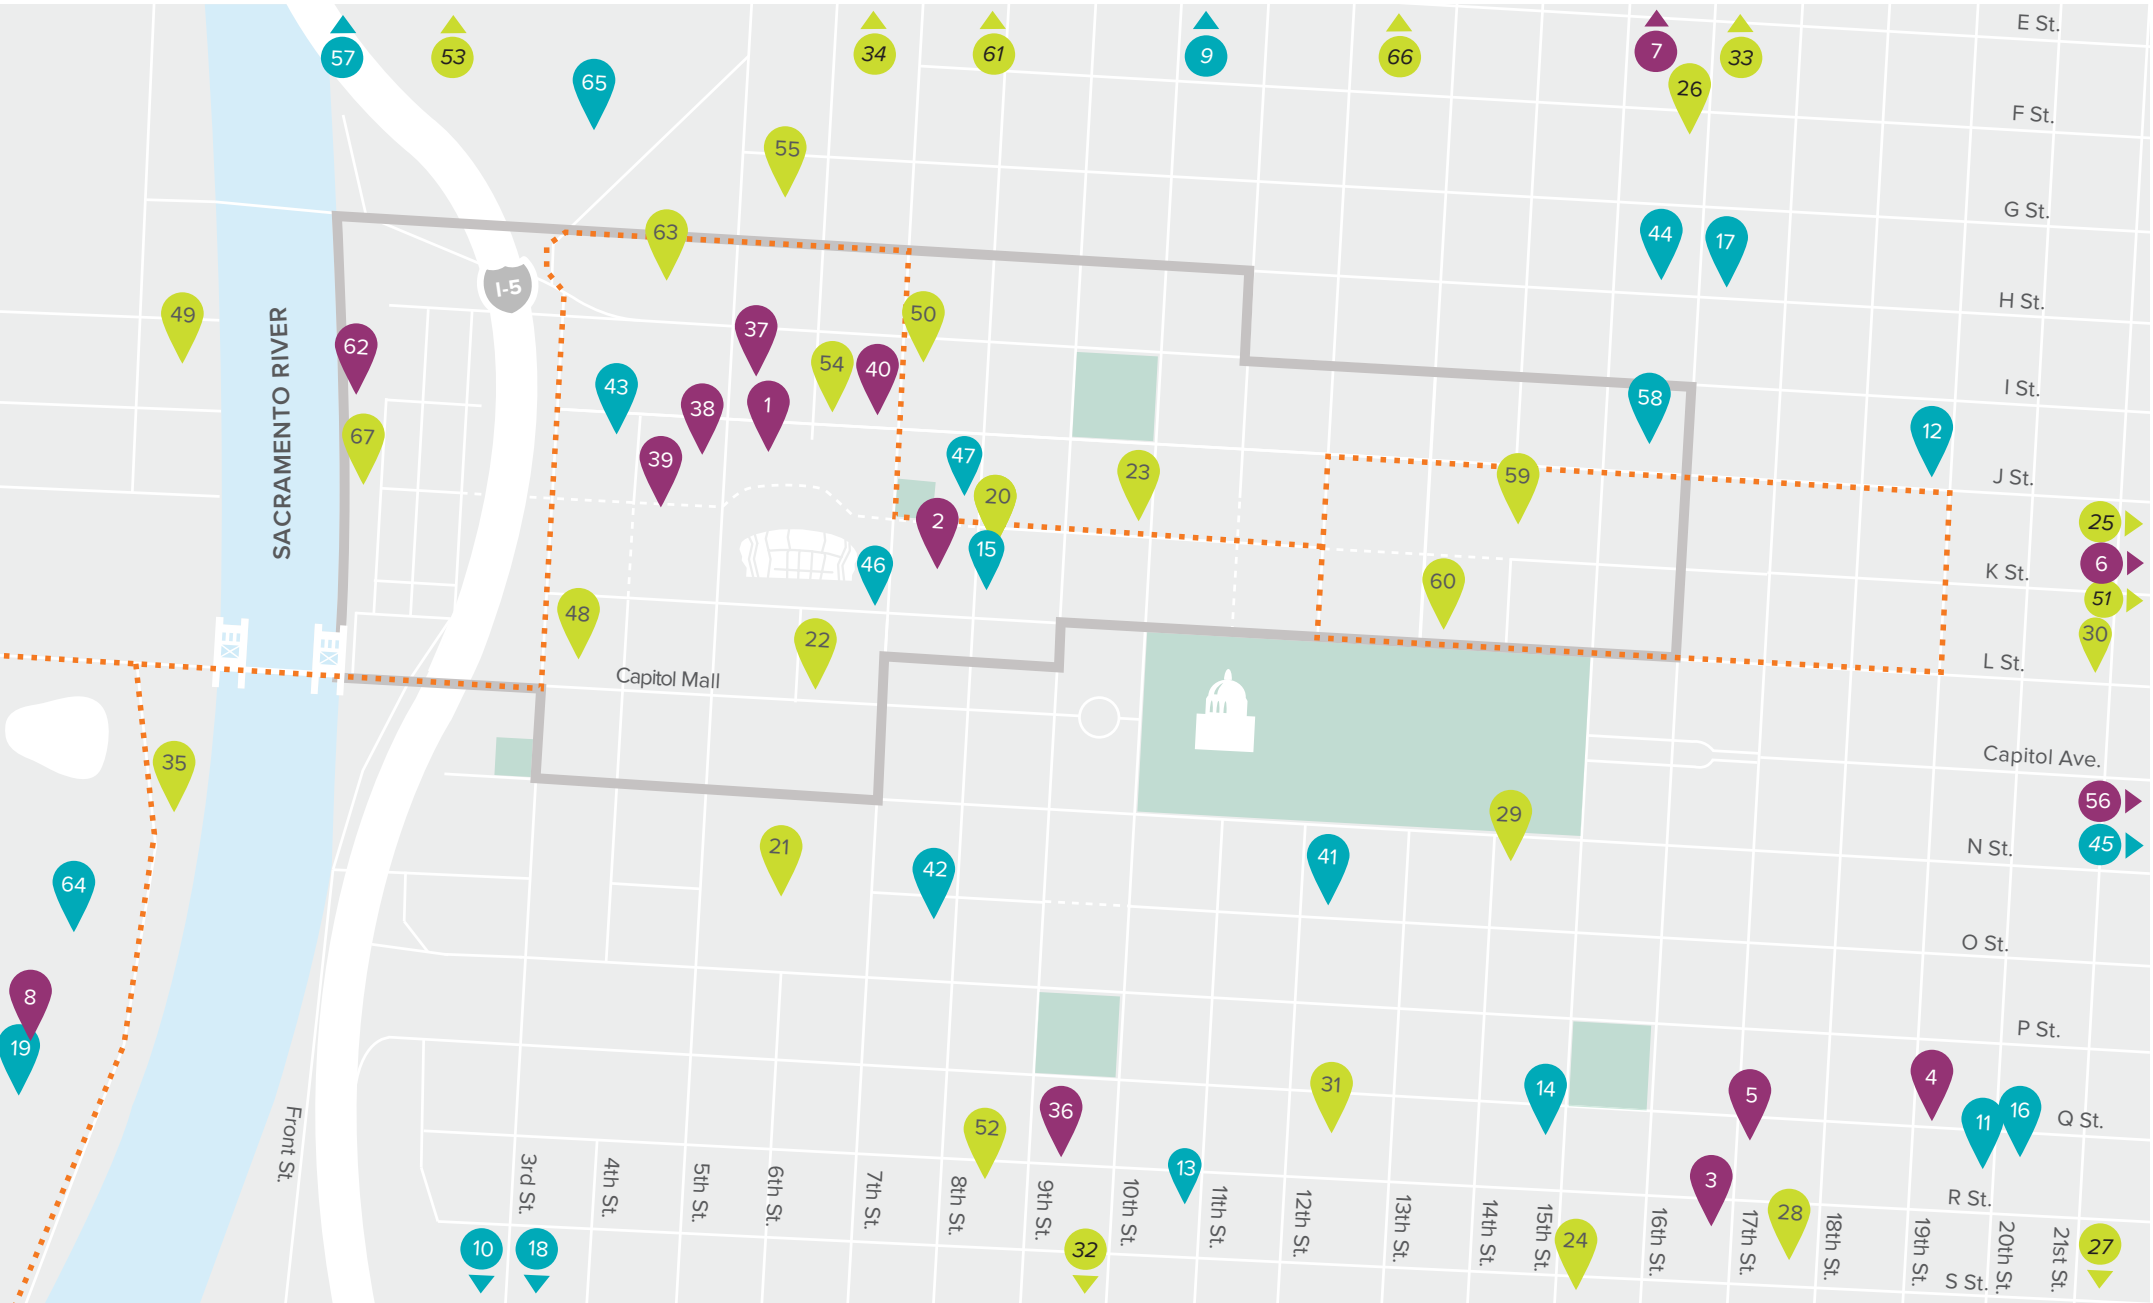 E St.
57
53
34
61
9
66
7
33
65
26
F St.
55
G St.
63
44
17
I-5
H St.
49
62
37
50
54
40
43
38
1
58
I St.
12
67
39
47
23
59
J St.
20
2
25
15
46
K St.
6
60
51
48
22
30
L St.
SACRAMENTO RIVER
Capitol Mall
35
Capitol Ave.
56
29
21
42
41
N St.
45
64
O St.
8
19
P St.
31
14
5
4
36
52
11
16
Q St.
13
3
R St.
28
24
Front St.
3rd St.
4th St.
5th St.
6th St.
7th St.
8th St.
9th St.
10th St.
11th St.
12th St.
13th St.
14th St.
15th St.
16th St.
17th St.
18th St.
19th St.
20th St.
21st St.
10
18
32
27
S St.